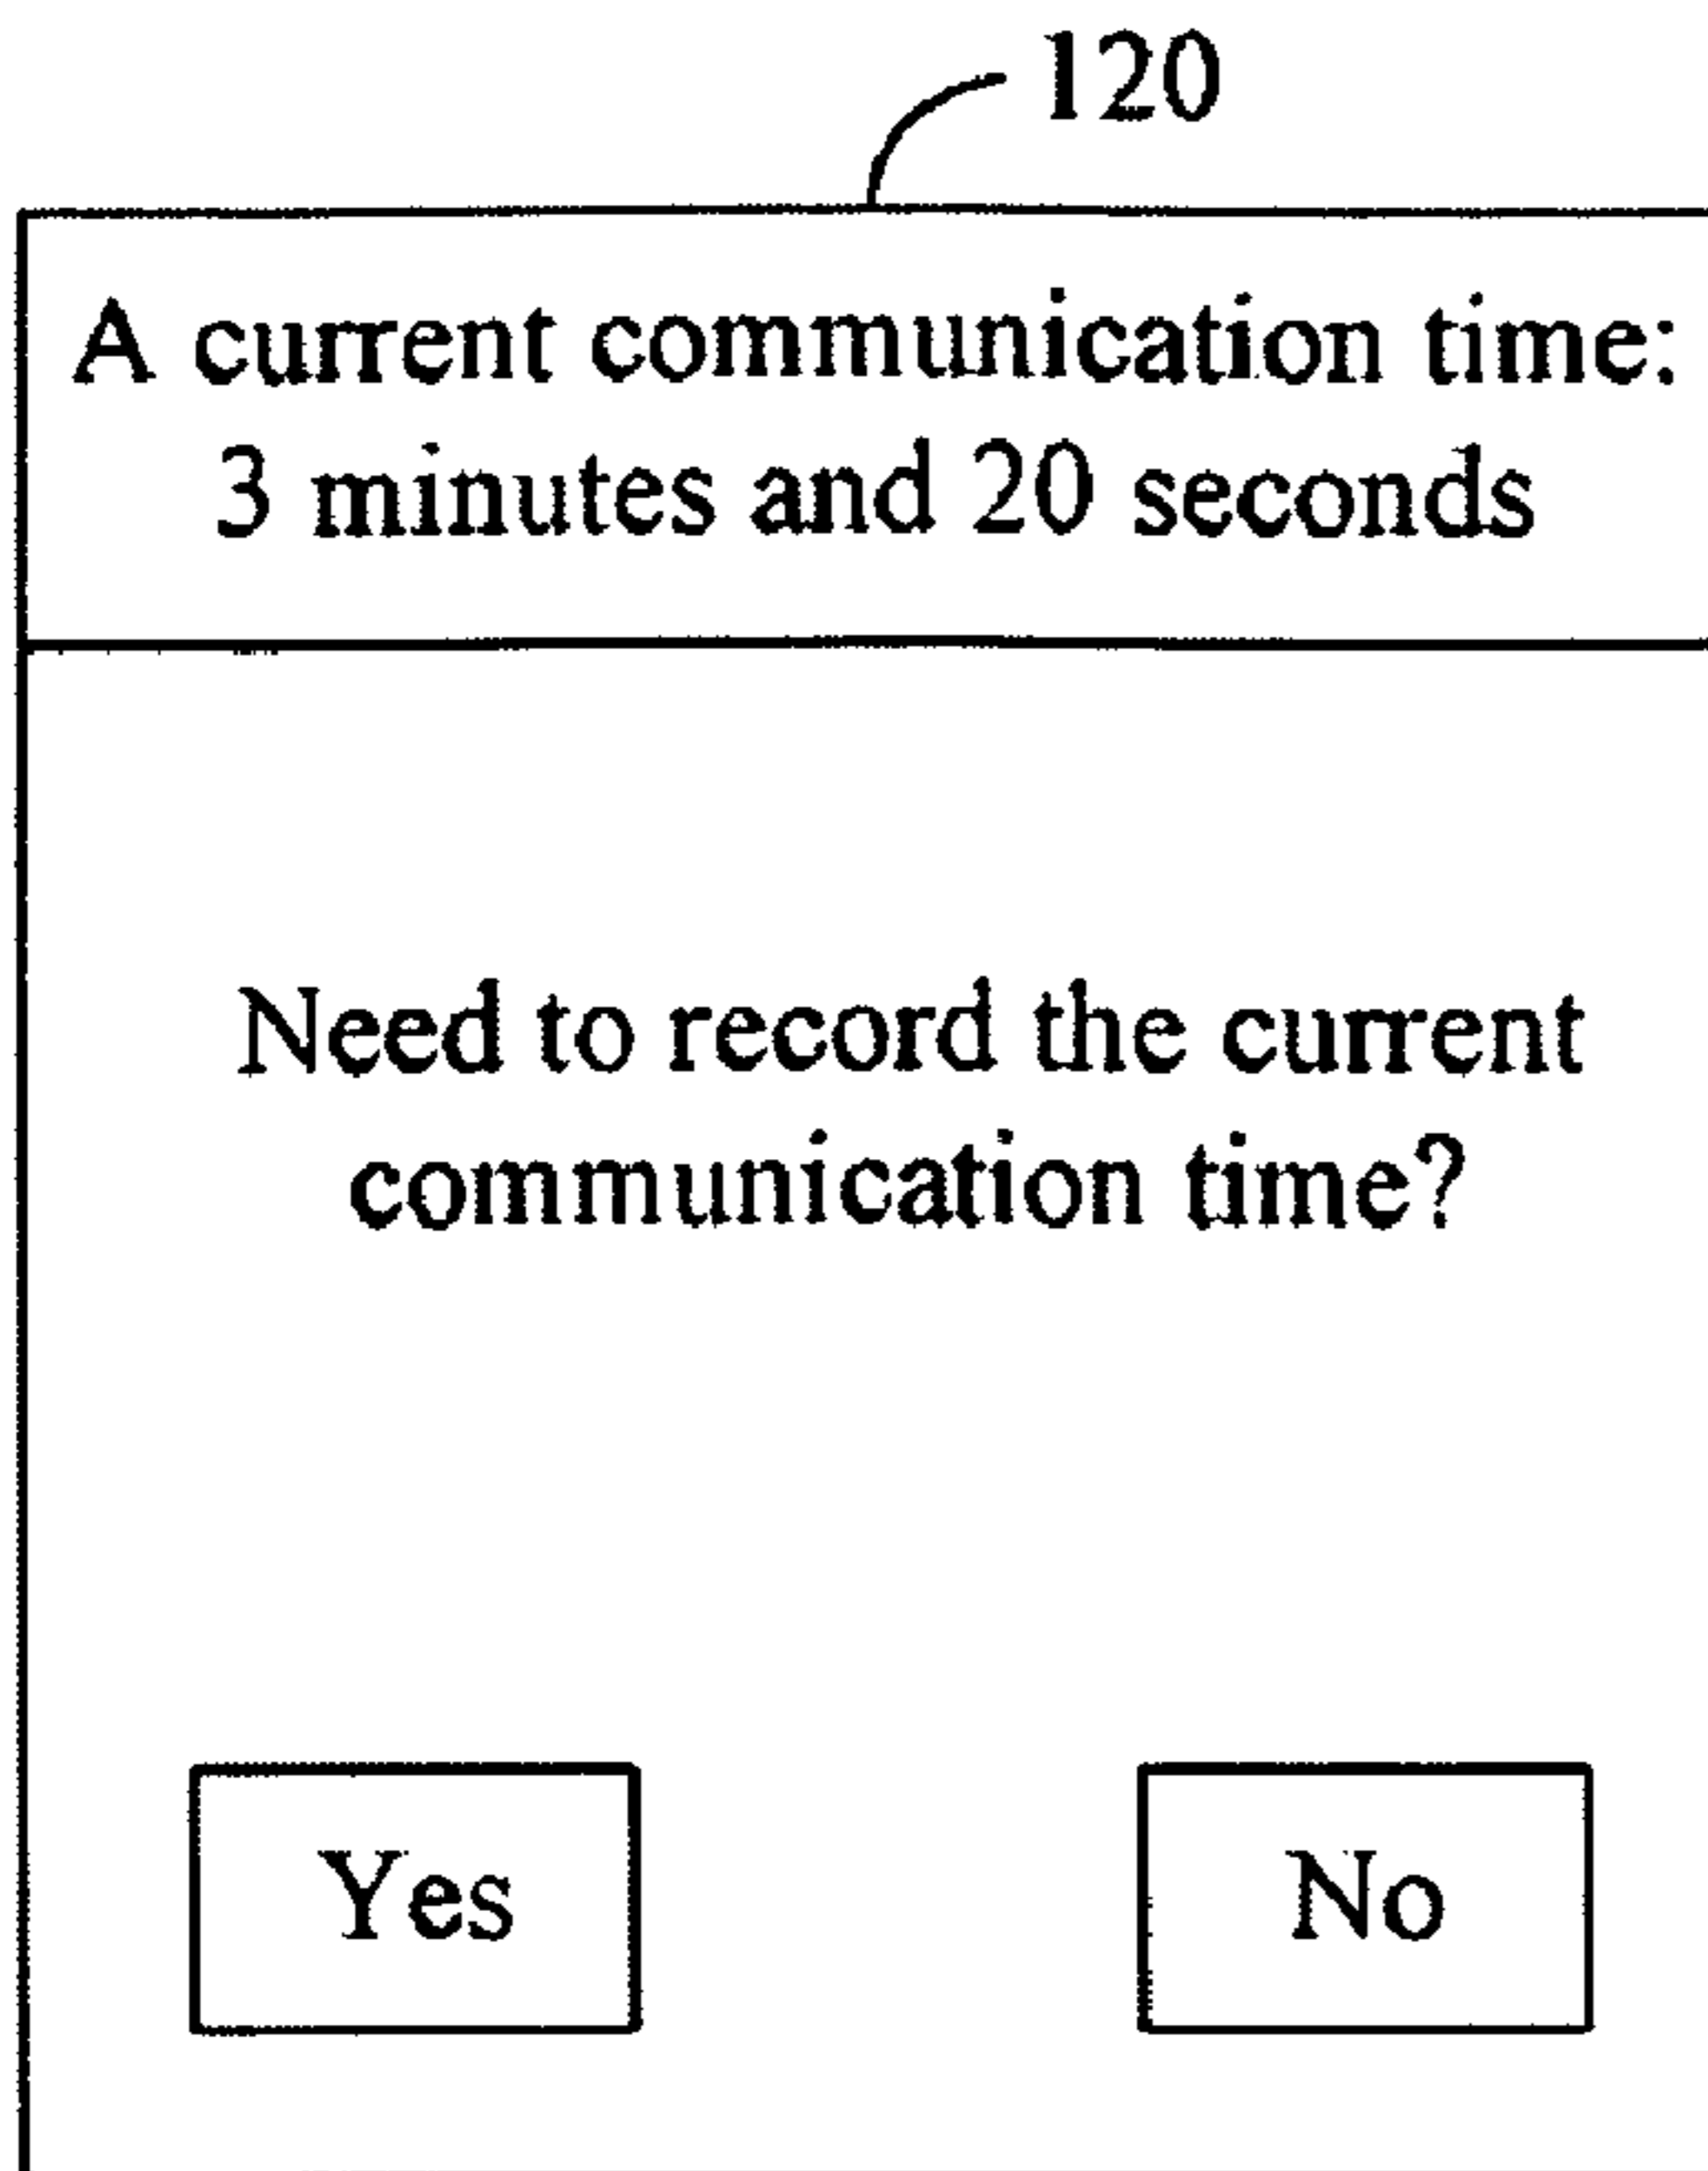 120
A current communication time:
3 minutes and 20 seconds
Need to record the current
communication time?
Yes
No